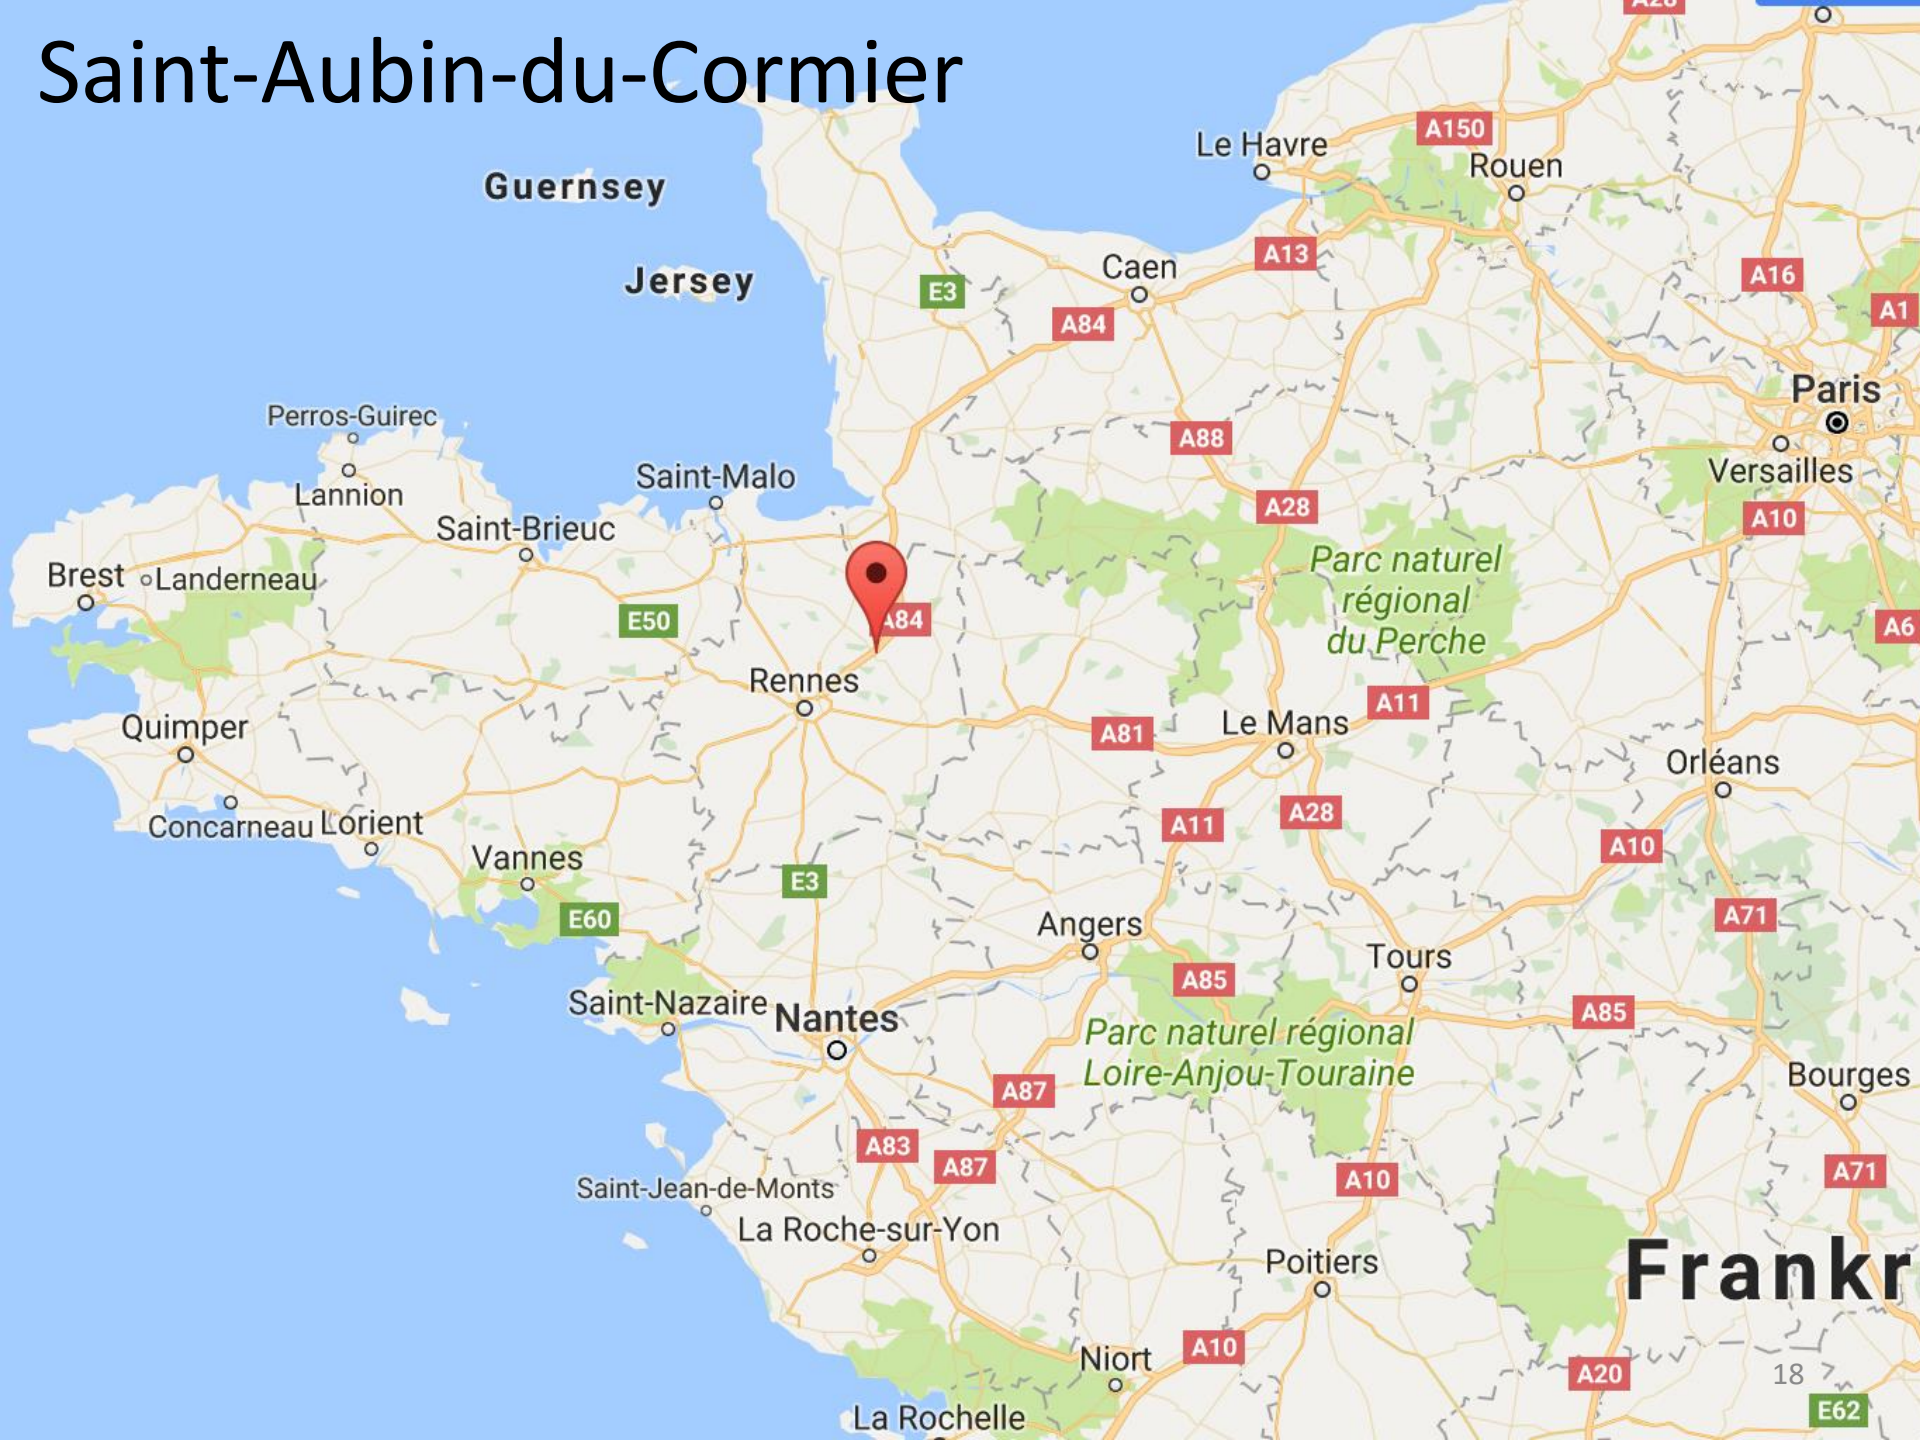 Saint-Aubin-du-Cormier
A28
A150
Le Havre
Rouen
Guernsey
A13
Caen
A16
Jersey
E3
A1
A84
Paris
Perros-Guirec
A88
Versailles
Saint-Malo
Lannion
A28
A10
Saint-Brieuc
Parc naturel
régional
du Perche
Brest
Landerneau
E50
A84
A6
Rennes
A11
Quimper
A81
Le Mans
Orléans
A28
Concarneau
Lorient
A11
A10
Vannes
E3
E60
A71
Angers
Tours
A85
Saint-Nazaire
Nantes
A85
Parc naturel régional
Loire-Anjou-Touraine
Bourges
A87
A83
A87
A71
A10
Saint-Jean-de-Monts
La Roche-sur-Yon
Poitiers
Frankr
A10
Niort
A20
18
E62
La Rochelle